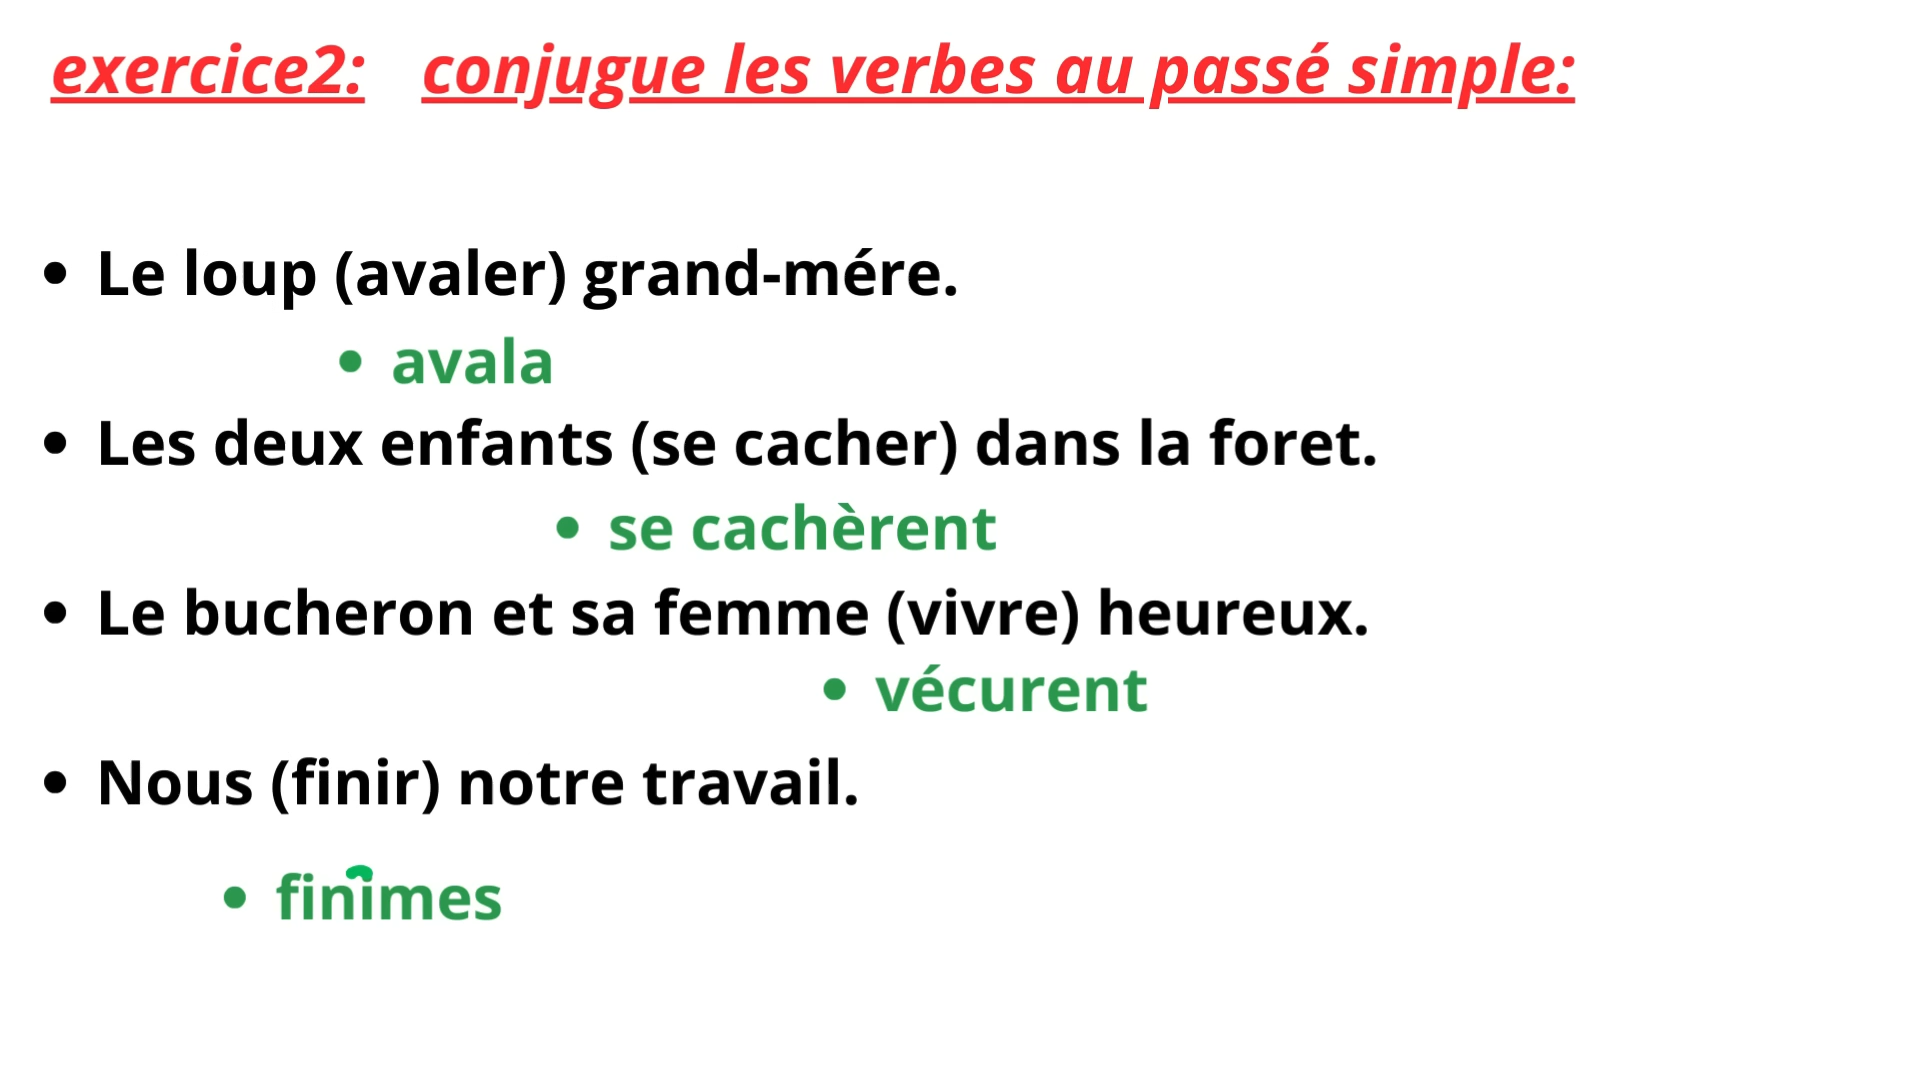 exercice2: conjugue les verbes au passé simple:
• Le loup (avaler) grand-mére.
• avala
• Les deux enfants (se cacher) dans la foret.
• se cachèrent
• Le bucheron et sa femme (vivre) heureux.
• vécurent
• Nous (finir) notre travail.
• finîmes